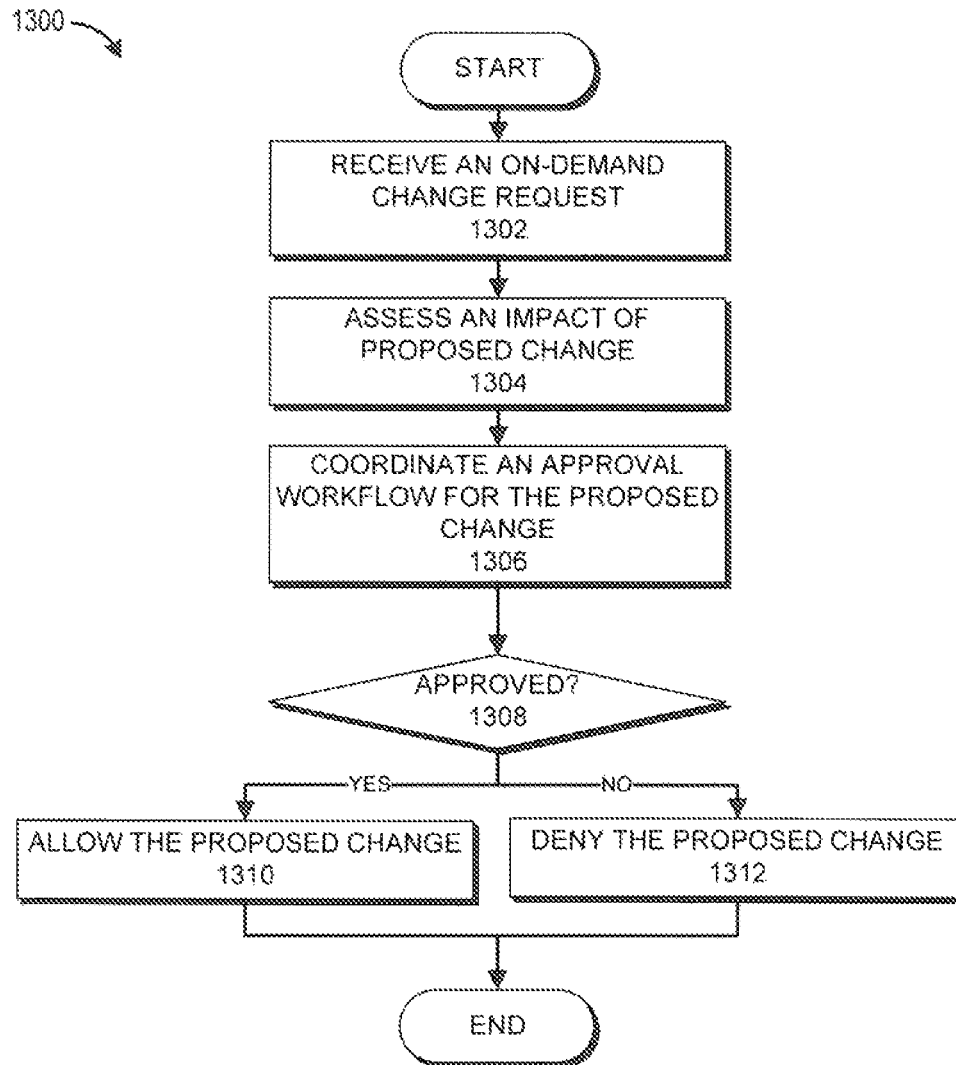 1300
START
RECEIVE AN ON-DEMAND
CHANGE REQUEST
1302
ASSESS AN IMPACT OF
PROPOSED CHANGE
1304
COORDINATE AN APPROVAL
WORKFLOW FOR THE PROPOSED
CHANGE
1306
APPROVED?
1308
YES
NO
ALLOW THE PROPOSED CHANGE
1310
DENY THE PROPOSED CHANGE
1312
END